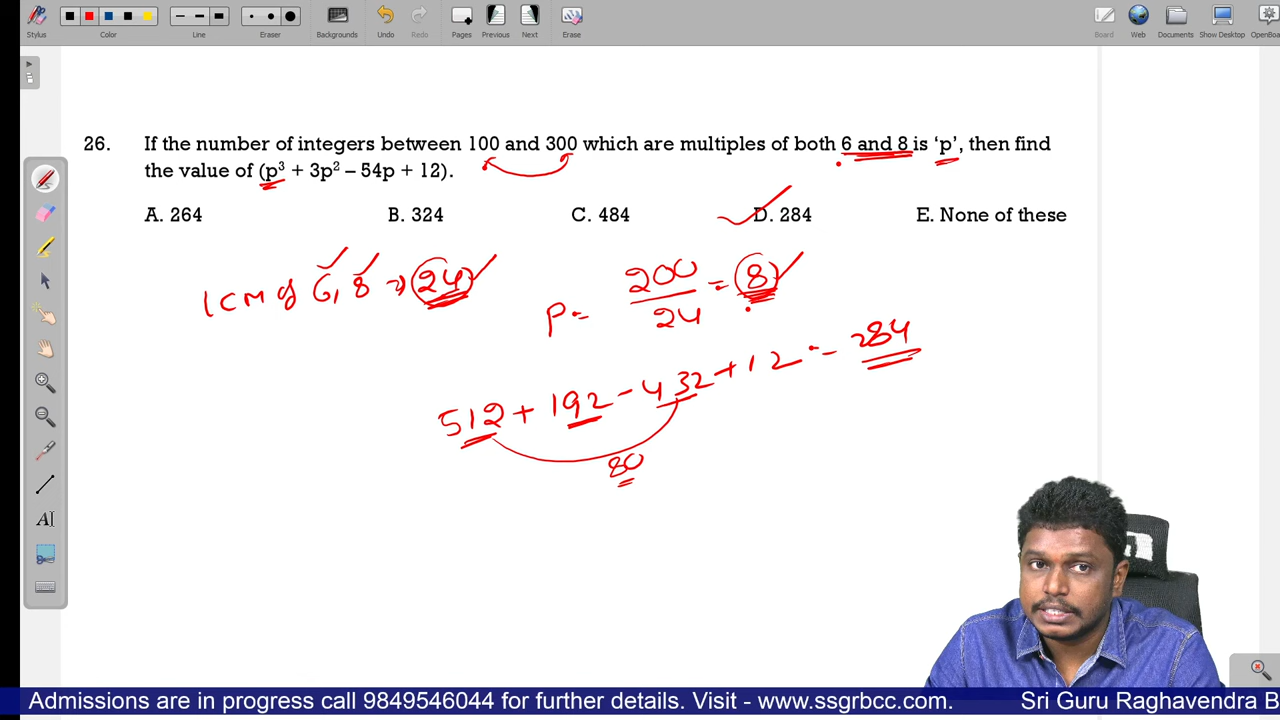 Stylus Color Line Eraser Backgrounds Undo Redo Pages Previous Next Erase Board Web Documents Show Desktop OpenBoa
26. If the number of integers between 100 and 300 which are multiples of both 6 and 8 is ‘p’, then find
the value of (p³ + 3p² – 54p + 12).
A. 264 B. 324 C. 484 D. 284 E. None of these
LCM of 6, 8 ⇒ 24
p = 200/24 = 8
512 + 192 - 432 + 12 = 284
80
Admissions are in progress call 9849546044 for further details. Visit - www.ssgrbcc.com. Sri Guru Raghavendra B